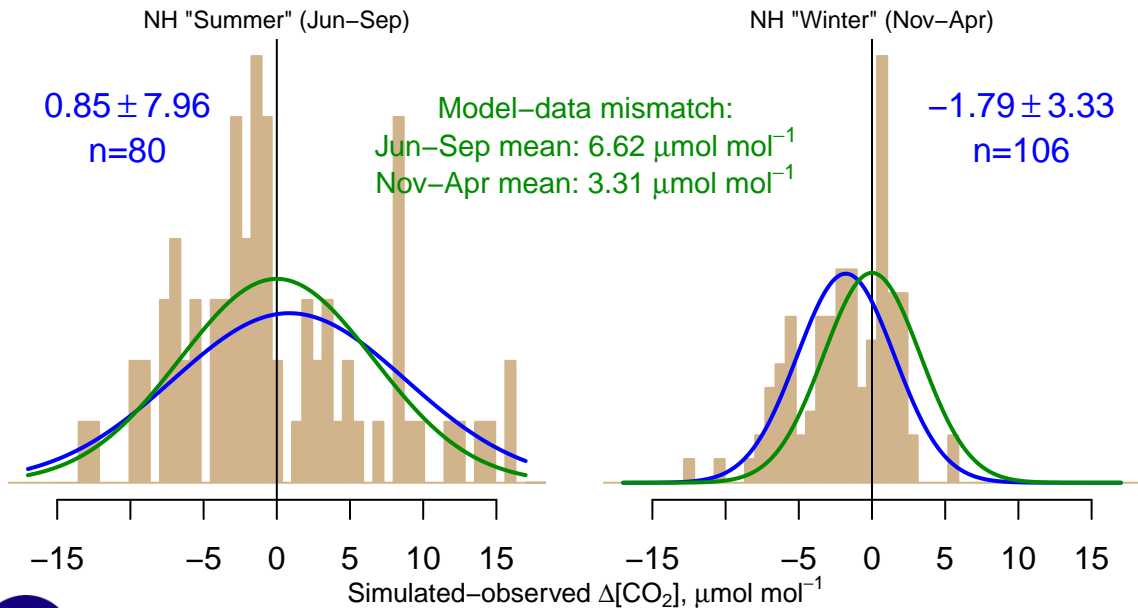 NH "Summer" (Jun−Sep)
0.85 ± 7.96
n=80
Model−data mismatch:
Jun−Sep mean: 6.62 μmol mol⁻¹
Nov−Apr mean: 3.31 μmol mol⁻¹
NH "Winter" (Nov−Apr)
−1.79 ± 3.33
n=106
−15 −5 0 5 10 15
−15 −5 0 5 10 15
Simulated−observed Δ[CO₂], μmol mol⁻¹